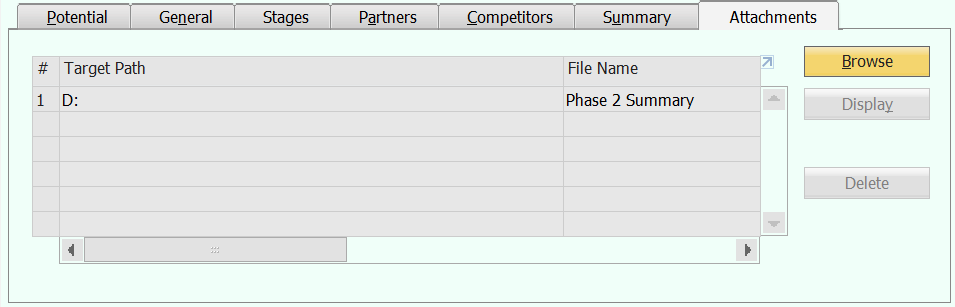 Potential General Stages Partners Competitors Summary Attachments
# Target Path File Name
Browse
1 D: Phase 2 Summary
Display
Delete